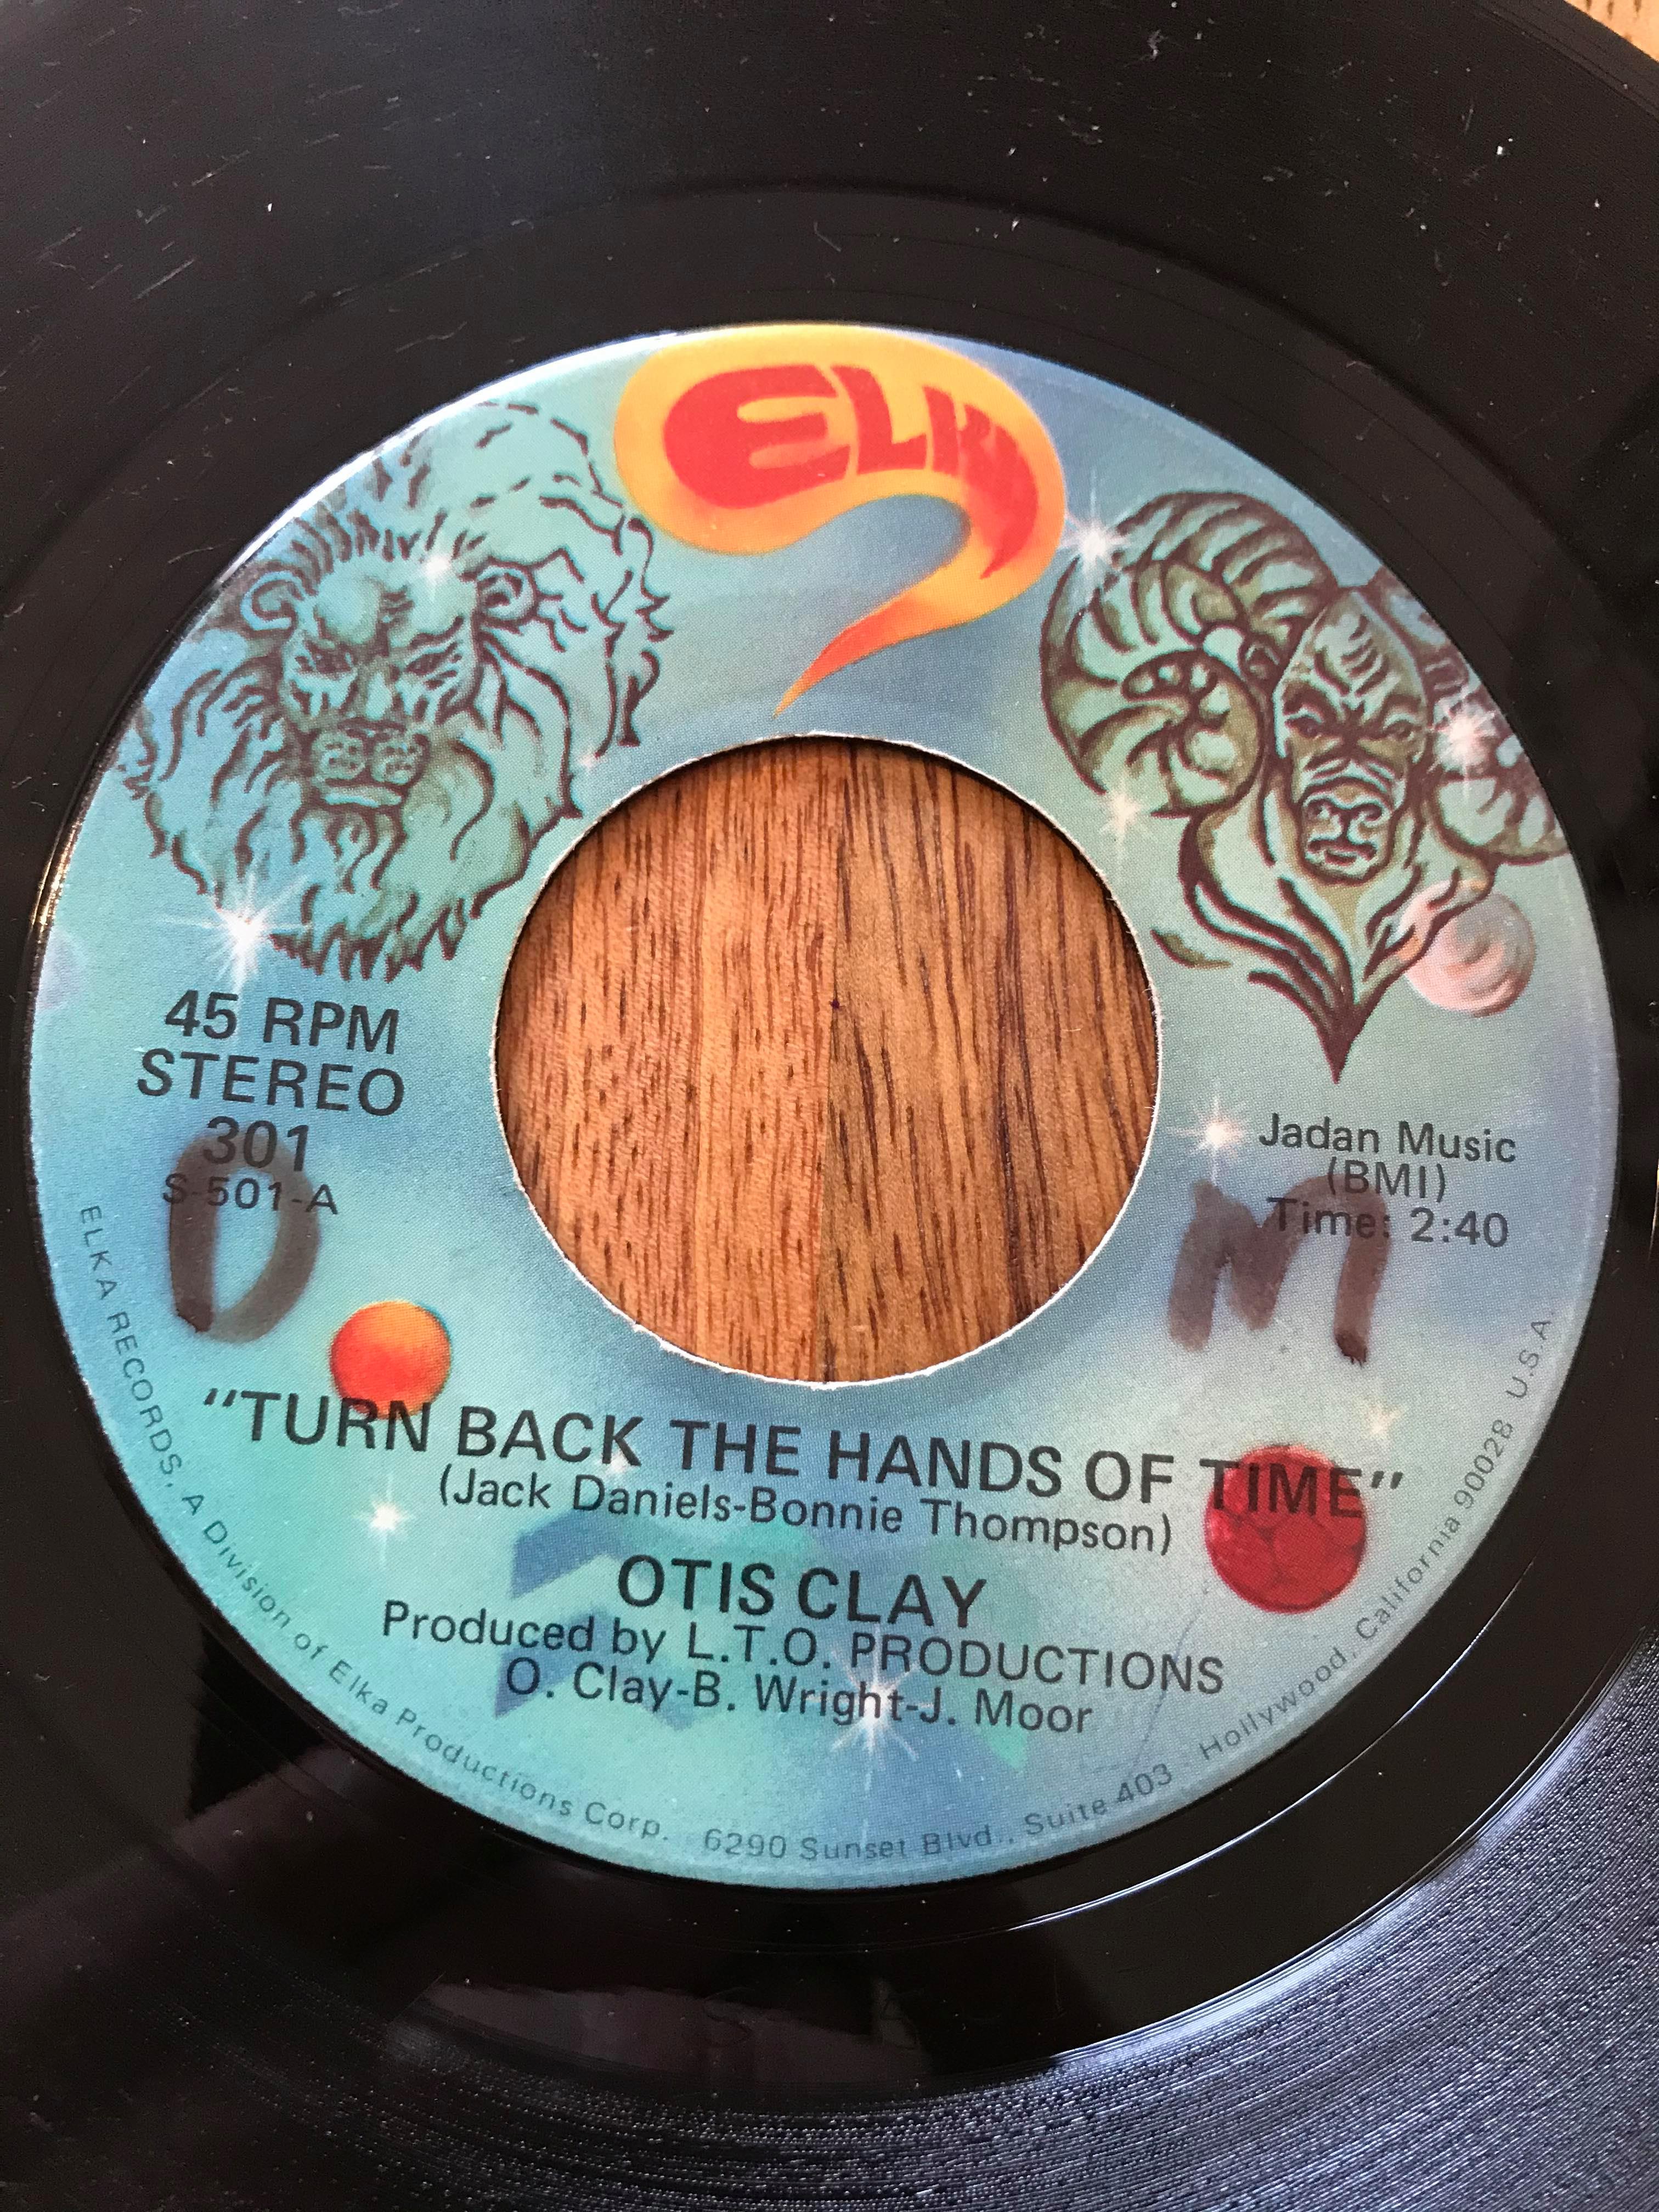 ELKA
45 RPM
STEREO
301
S-501-A
Jadan Music
(BMI)
Time: 2:40
O
M
"TURN BACK THE HANDS OF TIME"
(Jack Daniels-Bonnie Thompson)
OTIS CLAY
Produced by L.T.O. PRODUCTIONS
O. Clay-B. Wright-J. Moor
ELKA RECORDS, A Division of Elka Productions Corp. 6290 Sunset Blvd., Suite 403 Hollywood, California 90028 U.S.A.